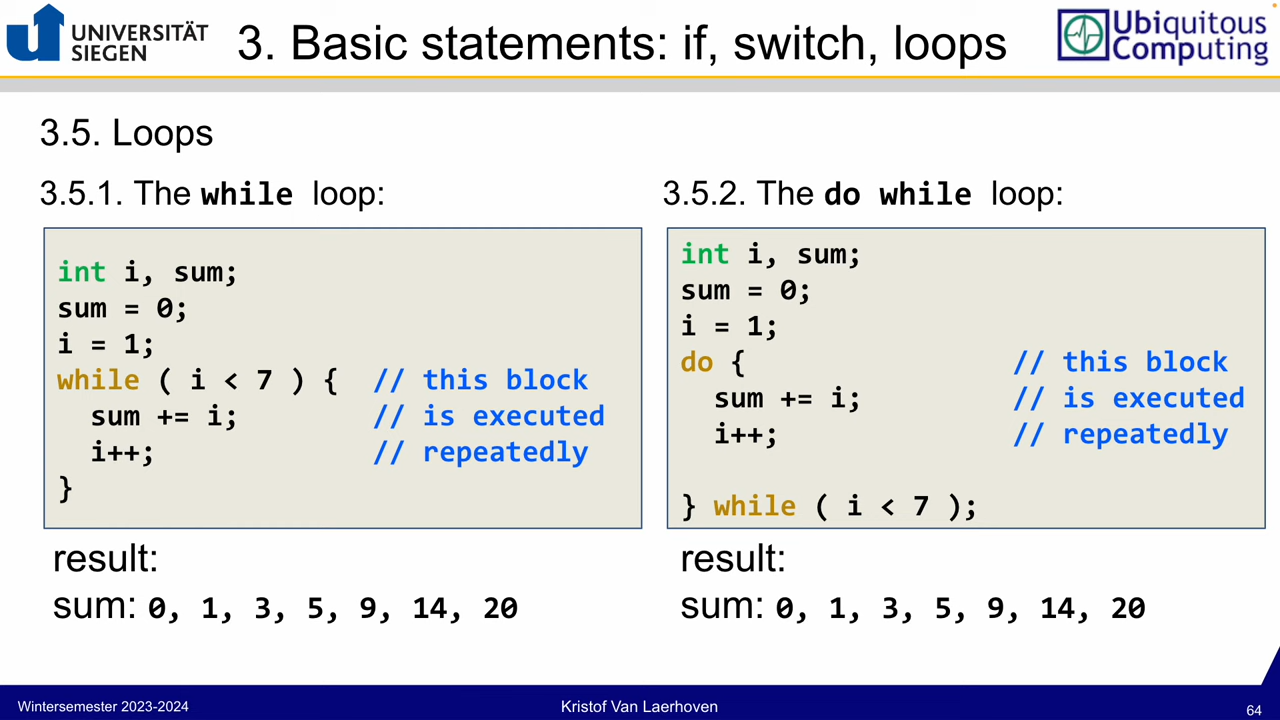 UNIVERSITÄT
SIEGEN
3. Basic statements: if, switch, loops
Ubiquitous
Computing
3.5. Loops
3.5.1. The while loop:
int i, sum;
sum = 0;
i = 1;
while ( i < 7 ) { // this block
sum += i; // is executed
i++; // repeatedly
}
result:
sum: 0, 1, 3, 5, 9, 14, 20
3.5.2. The do while loop:
int i, sum;
sum = 0;
i = 1;
do { // this block
sum += i; // is executed
i++; // repeatedly
} while ( i < 7 );
result:
sum: 0, 1, 3, 5, 9, 14, 20
Wintersemester 2023-2024
Kristof Van Laerhoven
64